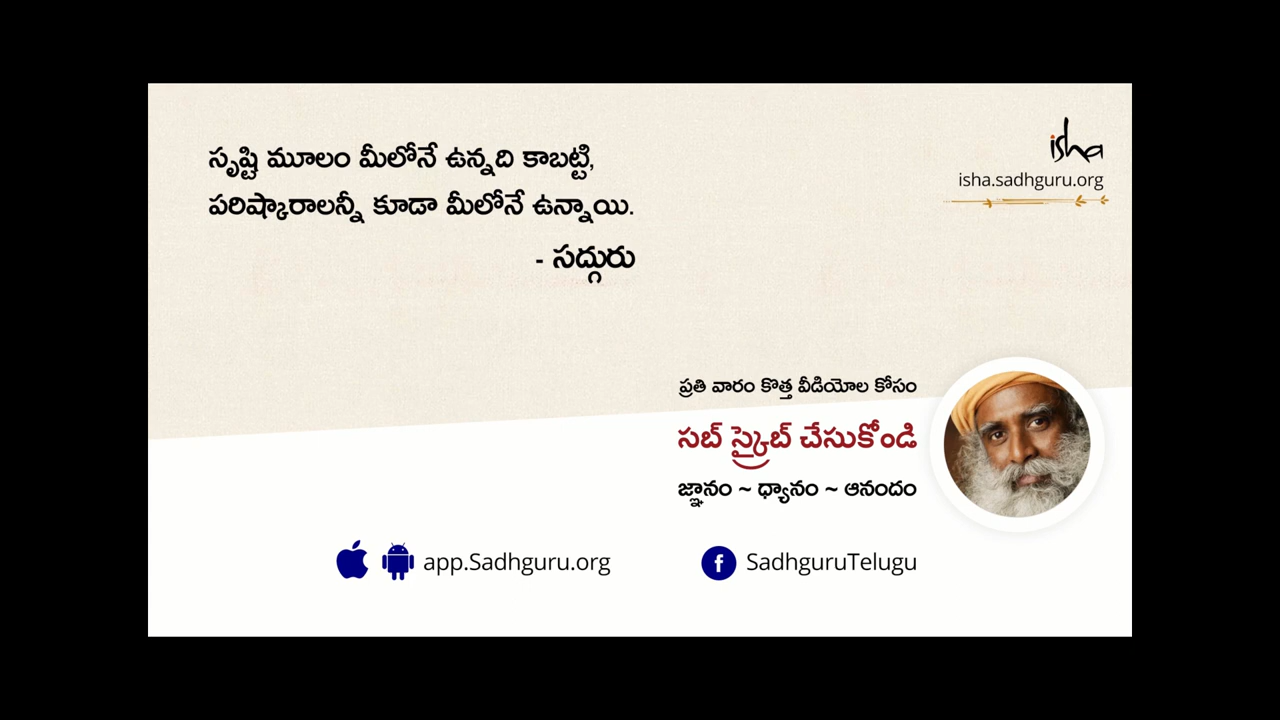 సృష్టి మూలం మీలోనే ఉన్నది కాబట్టి,
పరిష్కారాలన్నీ కూడా మీలోనే ఉన్నాయి.
- సద్గురు
isha
isha.sadhguru.org
ప్రతి వారం కొత్త వీడియోల కోసం
సబ్ స్క్రైబ్ చేసుకోండి
జ్ఞానం ~ ధ్యానం ~ ఆనందం
app.Sadhguru.org
SadhguruTelugu